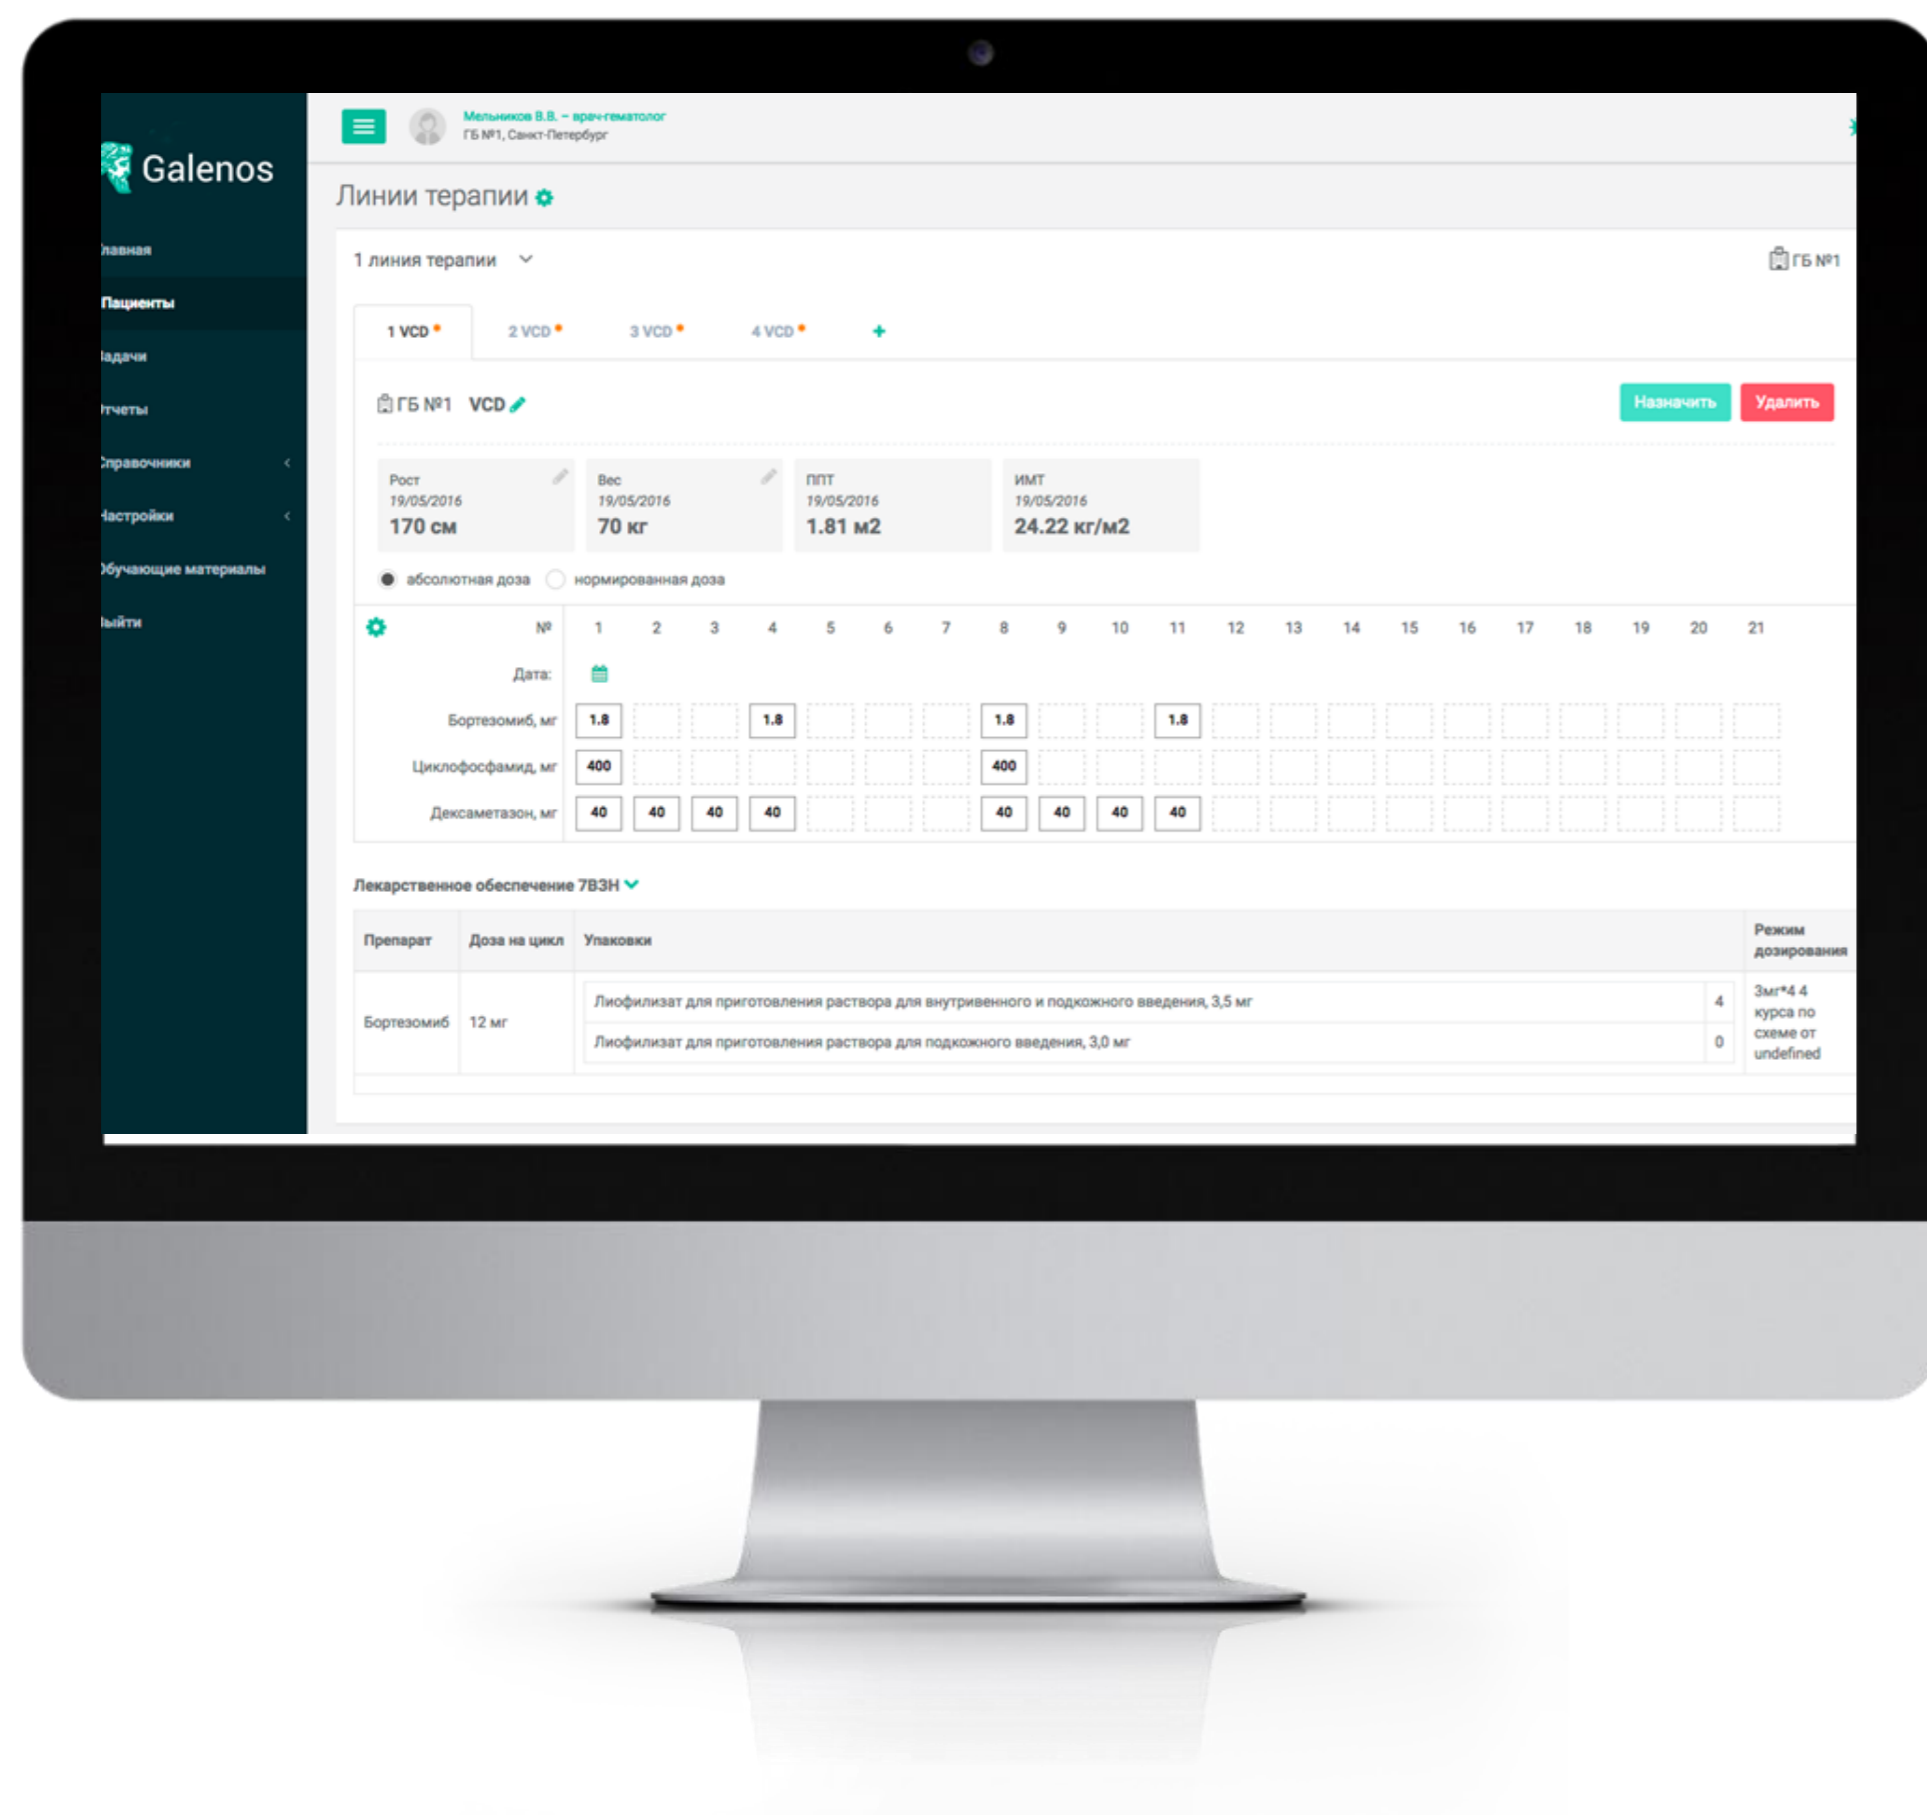 Galenos
Главная
Пациенты
Задачи
Отчеты
Справочники
Настройки
Обучающие материалы
Выйти
Мельников В.В. – врач-гематолог
ГБ №1, Санкт-Петербург
Линии терапии
1 линия терапии
ГБ №1
1 VCD 2 VCD 3 VCD 4 VCD +
ГБ №1 VCD
Назначить Удалить
Рост
19/05/2016
170 см
Вес
19/05/2016
70 кг
ППТ
19/05/2016
1.81 м2
ИМТ
19/05/2016
24.22 кг/м2
абсолютная доза нормированная доза
№ 1 2 3 4 5 6 7 8 9 10 11 12 13 14 15 16 17 18 19 20 21
Дата:
Бортезомиб, мг 1.8 1.8 1.8 1.8
Циклофосфамид, мг 400 400
Дексаметазон, мг 40 40 40 40 40 40 40 40
Лекарственное обеспечение 7ВЗН
Препарат Доза на цикл Упаковки Режим
дозирования
Бортезомиб 12 мг
Лиофилизат для приготовления раствора для внутривенного и подкожного введения, 3,5 мг 4
Лиофилизат для приготовления раствора для подкожного введения, 3,0 мг 0
3мг*4 4
курса по
схеме от
undefined